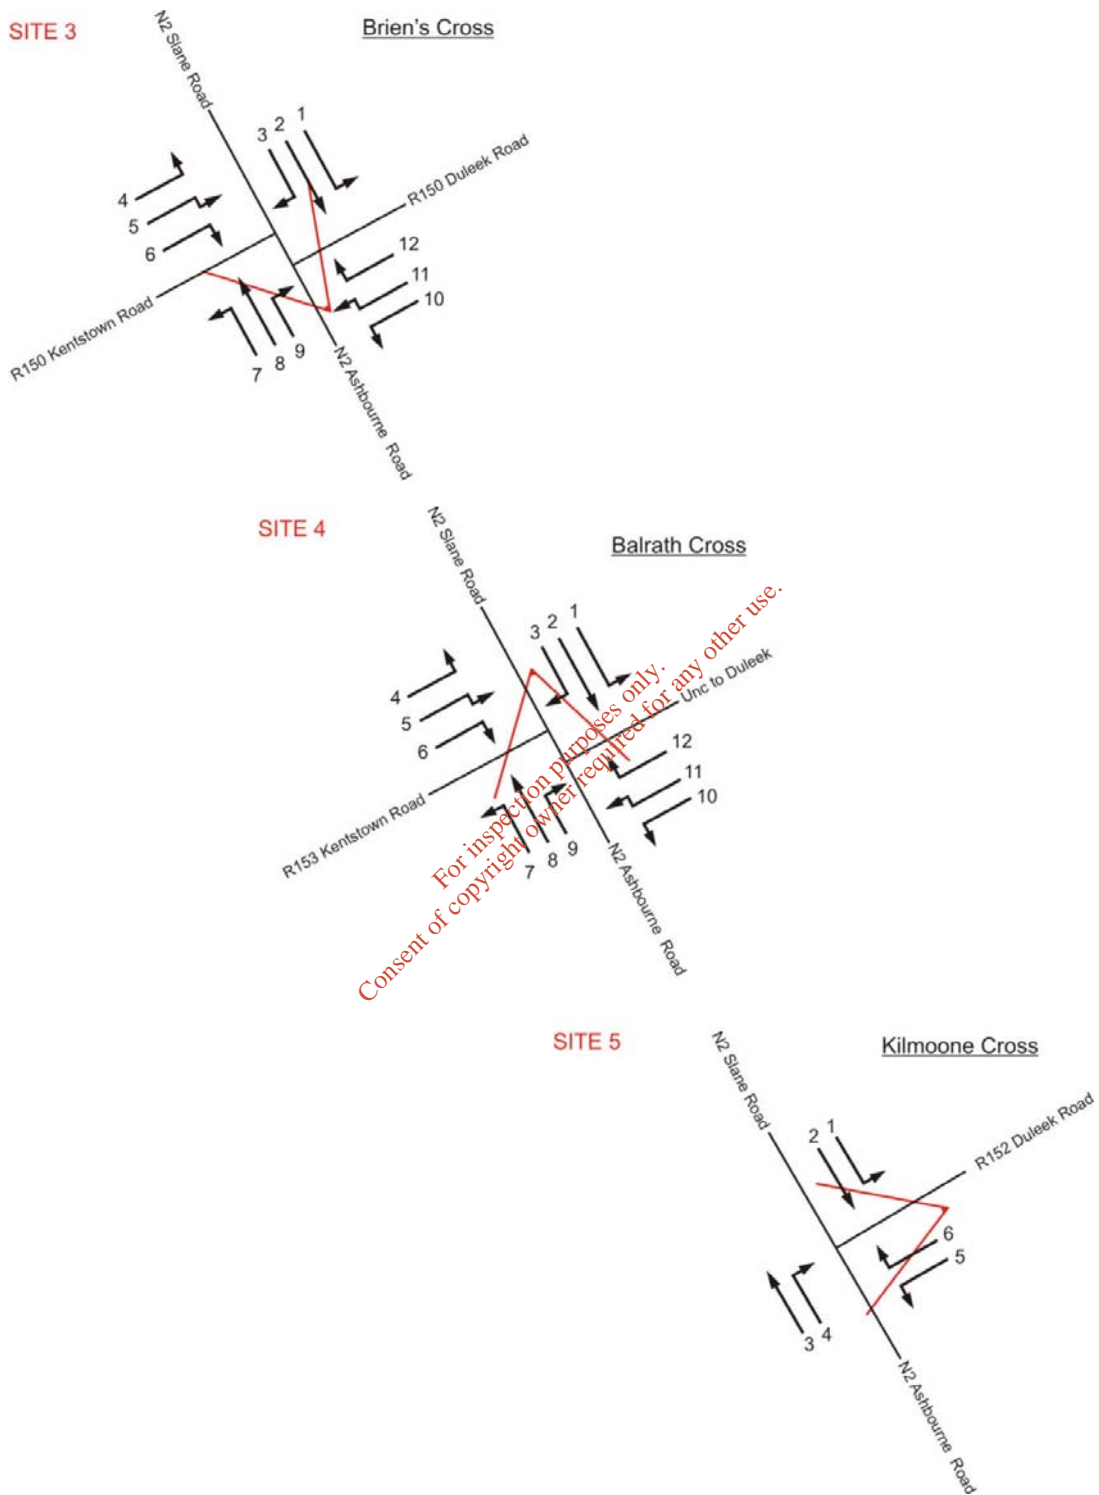 SITE 3
Brien's Cross
N2 Slane Road
1
2
3
R150 Duleek Road
4
5
6
12
11
10
R150 Kentstown Road
7
8
9
N2 Ashbourne Road
SITE 4
Balrath Cross
N2 Slane Road
1
2
3
Unc to Duleek
4
5
6
12
11
10
R153 Kentstown Road
7
8
9
N2 Ashbourne Road
For inspection purposes only.
Consent of copyright owner required for any other use.
SITE 5
Kilmoone Cross
N2 Slane Road
1
2
R152 Duleek Road
6
5
3
4
N2 Ashbourne Road